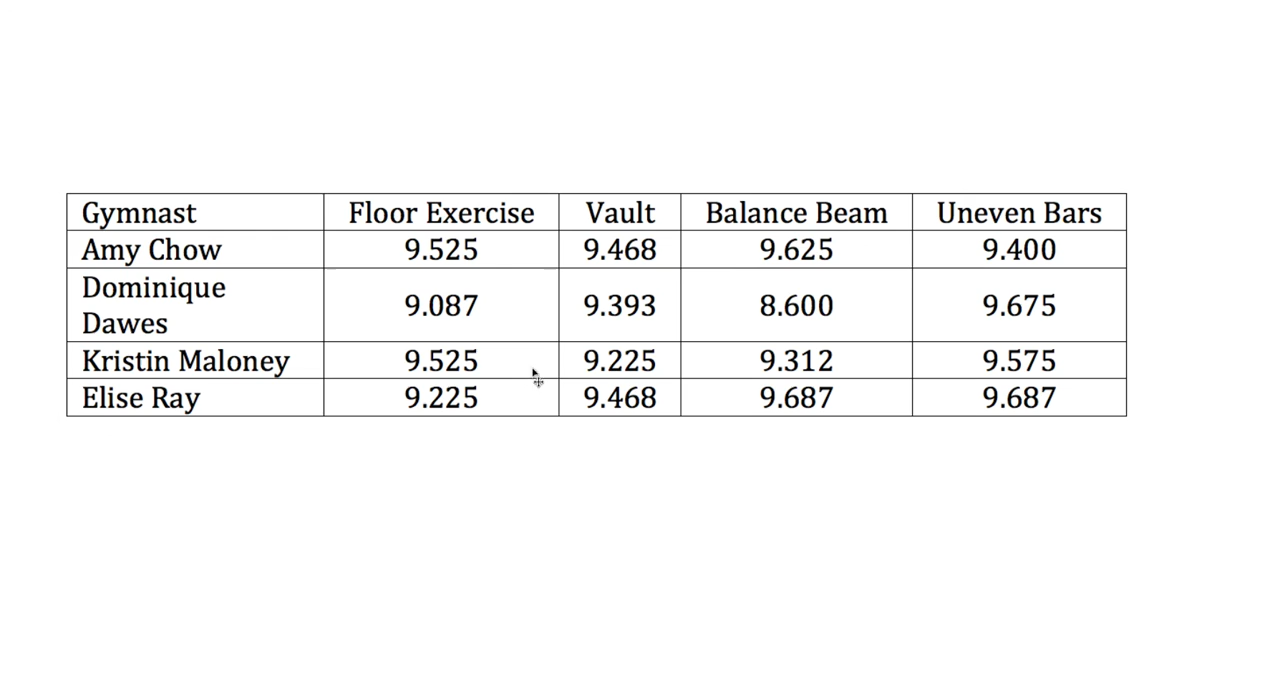 Gymnast Floor Exercise Vault Balance Beam Uneven Bars
Amy Chow 9.525 9.468 9.625 9.400
Dominique
Dawes 9.087 9.393 8.600 9.675
Kristin Maloney 9.525 9.225 9.312 9.575
Elise Ray 9.225 9.468 9.687 9.687